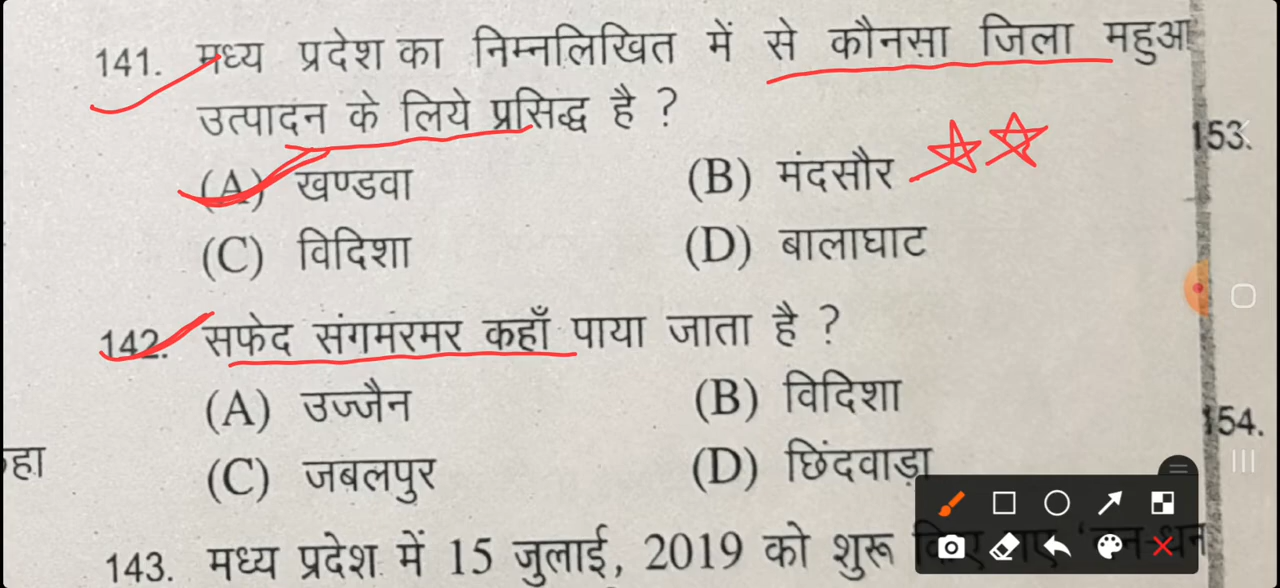 141. मध्य प्रदेश का निम्नलिखित में से कौनसा जिला महुआ
उत्पादन के लिये प्रसिद्ध है ?
(A) खण्डवा (B) मंदसौर
(C) विदिशा (D) बालाघाट
142. सफेद संगमरमर कहाँ पाया जाता है ?
(A) उज्जैन (B) विदिशा
(C) जबलपुर (D) छिंदवाड़ा
143. मध्य प्रदेश में 15 जुलाई, 2019 को शुरू
153.
154.
हा